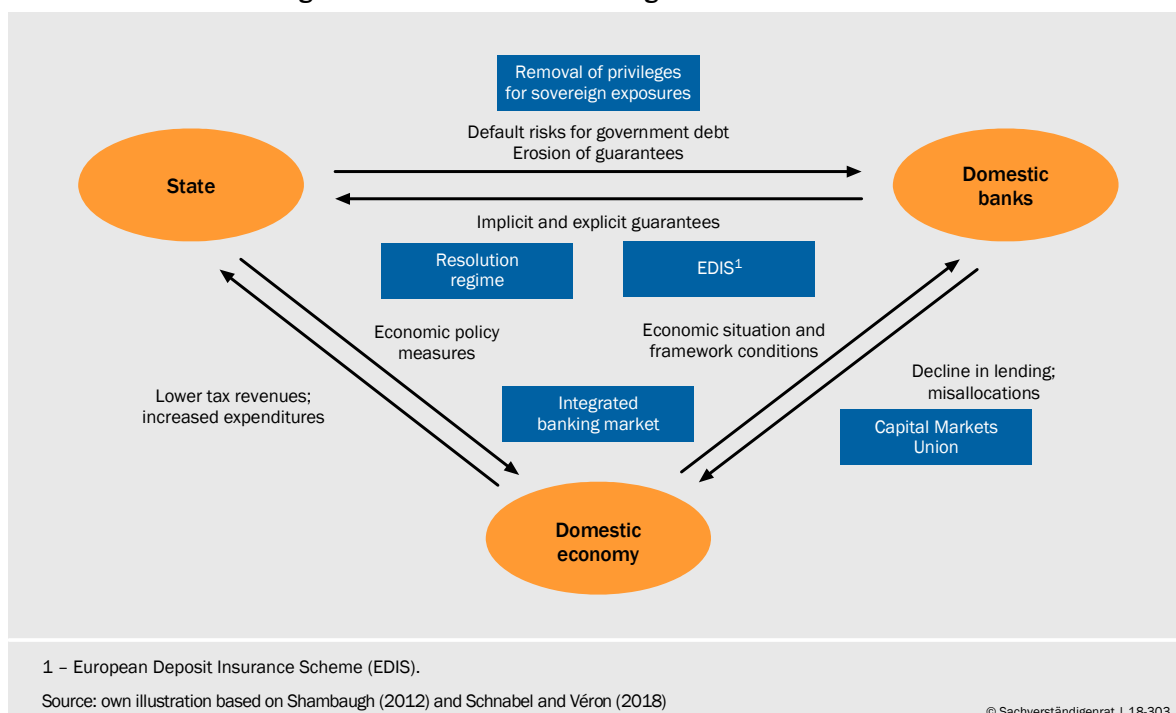 Removal of privileges
for sovereign exposures
Default risks for government debt
Erosion of guarantees
State
Domestic
banks
Implicit and explicit guarantees
Resolution
regime
EDIS1
Economic policy
measures
Economic situation and
framework conditions
Lower tax revenues;
increased expenditures
Decline in lending;
misallocations
Integrated
banking market
Capital Markets
Union
Domestic
economy
1 – European Deposit Insurance Scheme (EDIS).
Source: own illustration based on Shambaugh (2012) and Schnabel and Véron (2018)
© Sachverständigenrat | 18-303